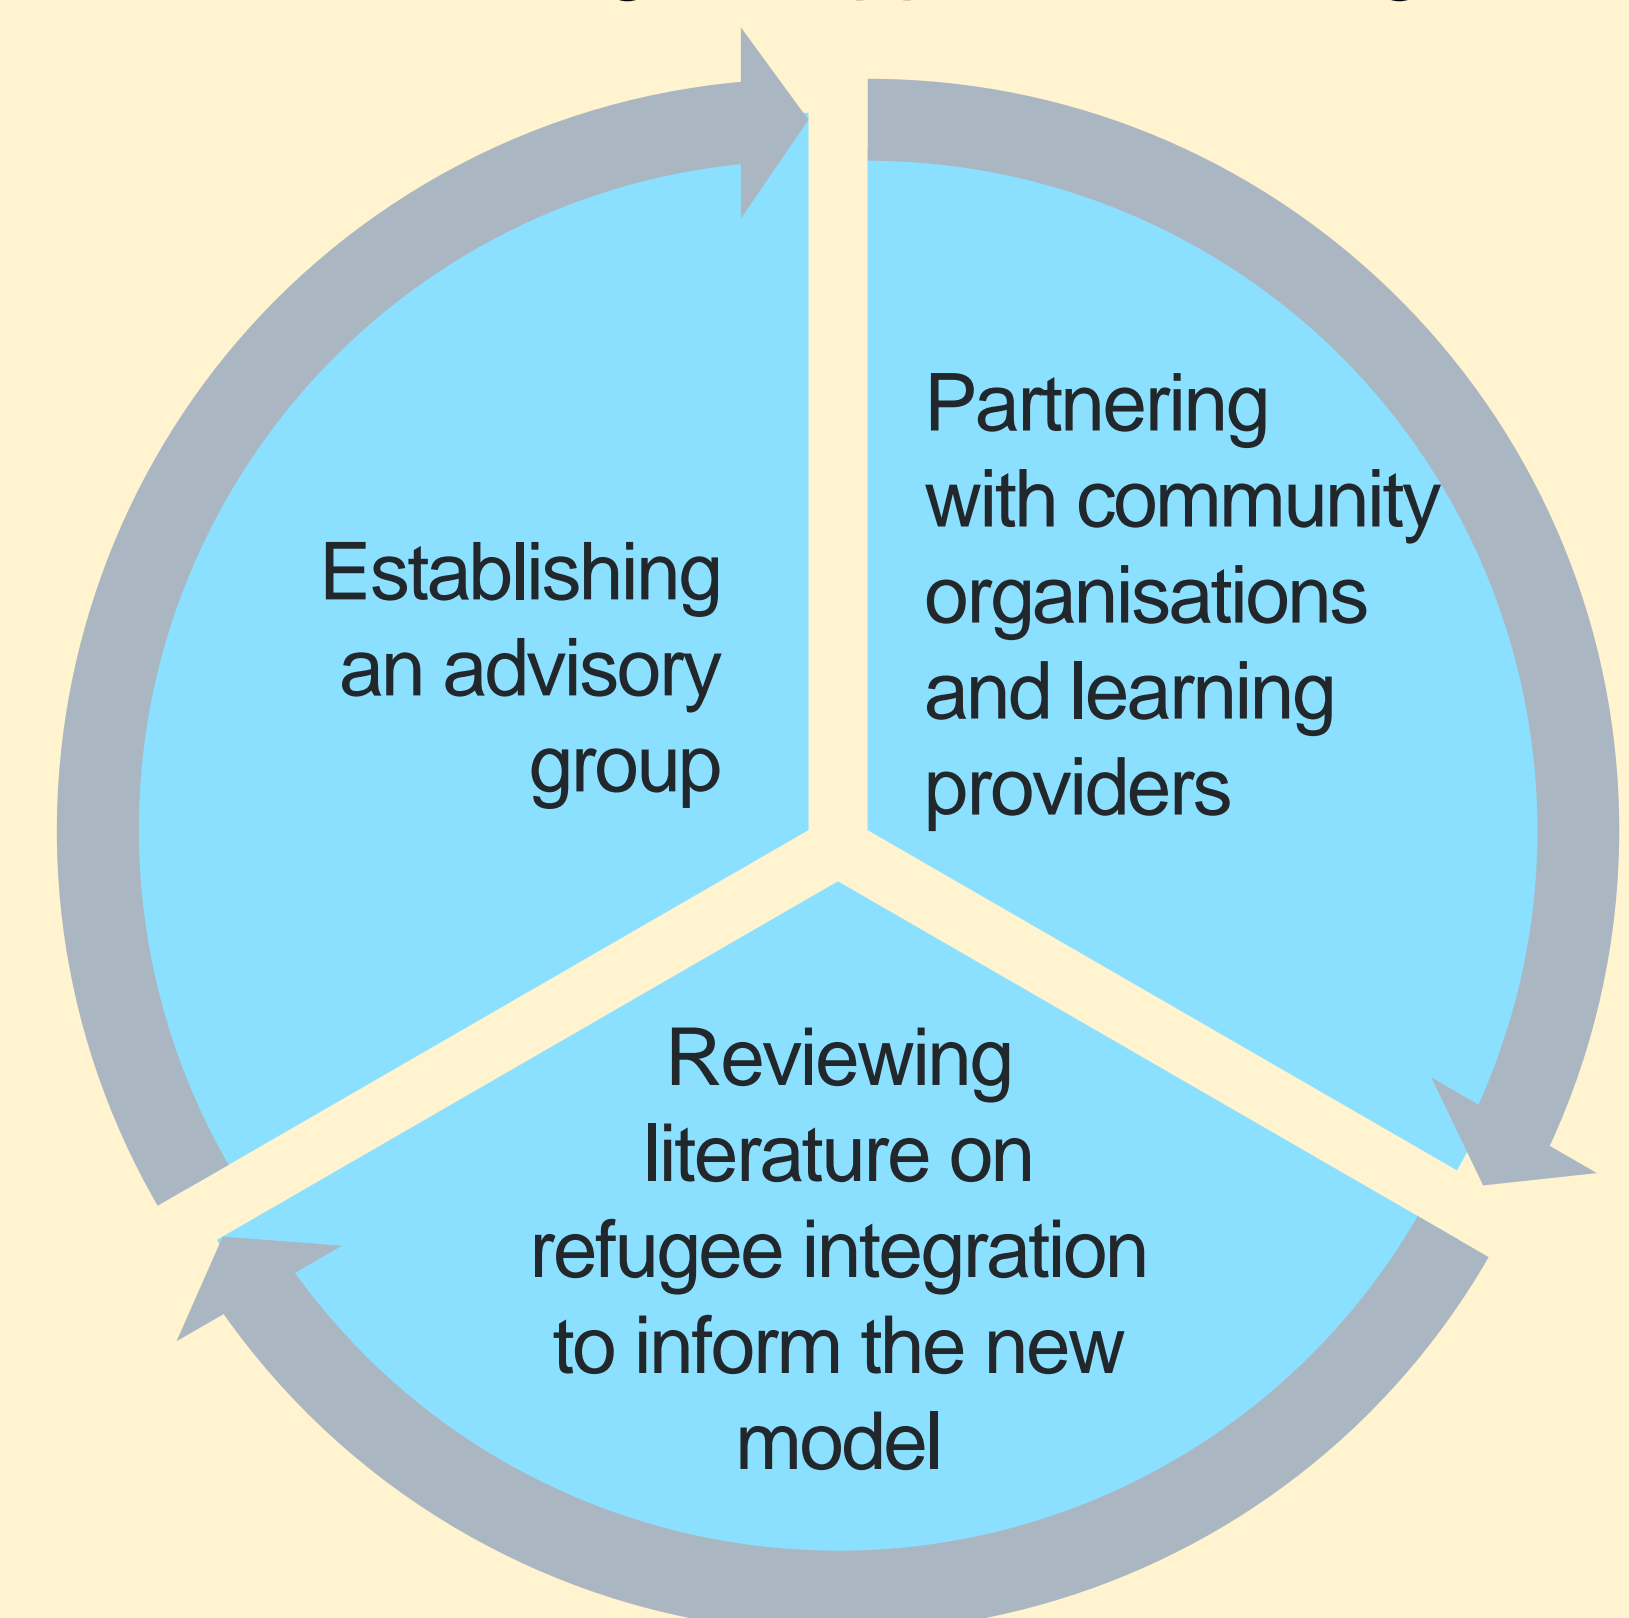 Partnering
with community
organisations
and learning
providers
Reviewing
literature on
refugee integration
to inform the new
model
Establishing
an advisory
group